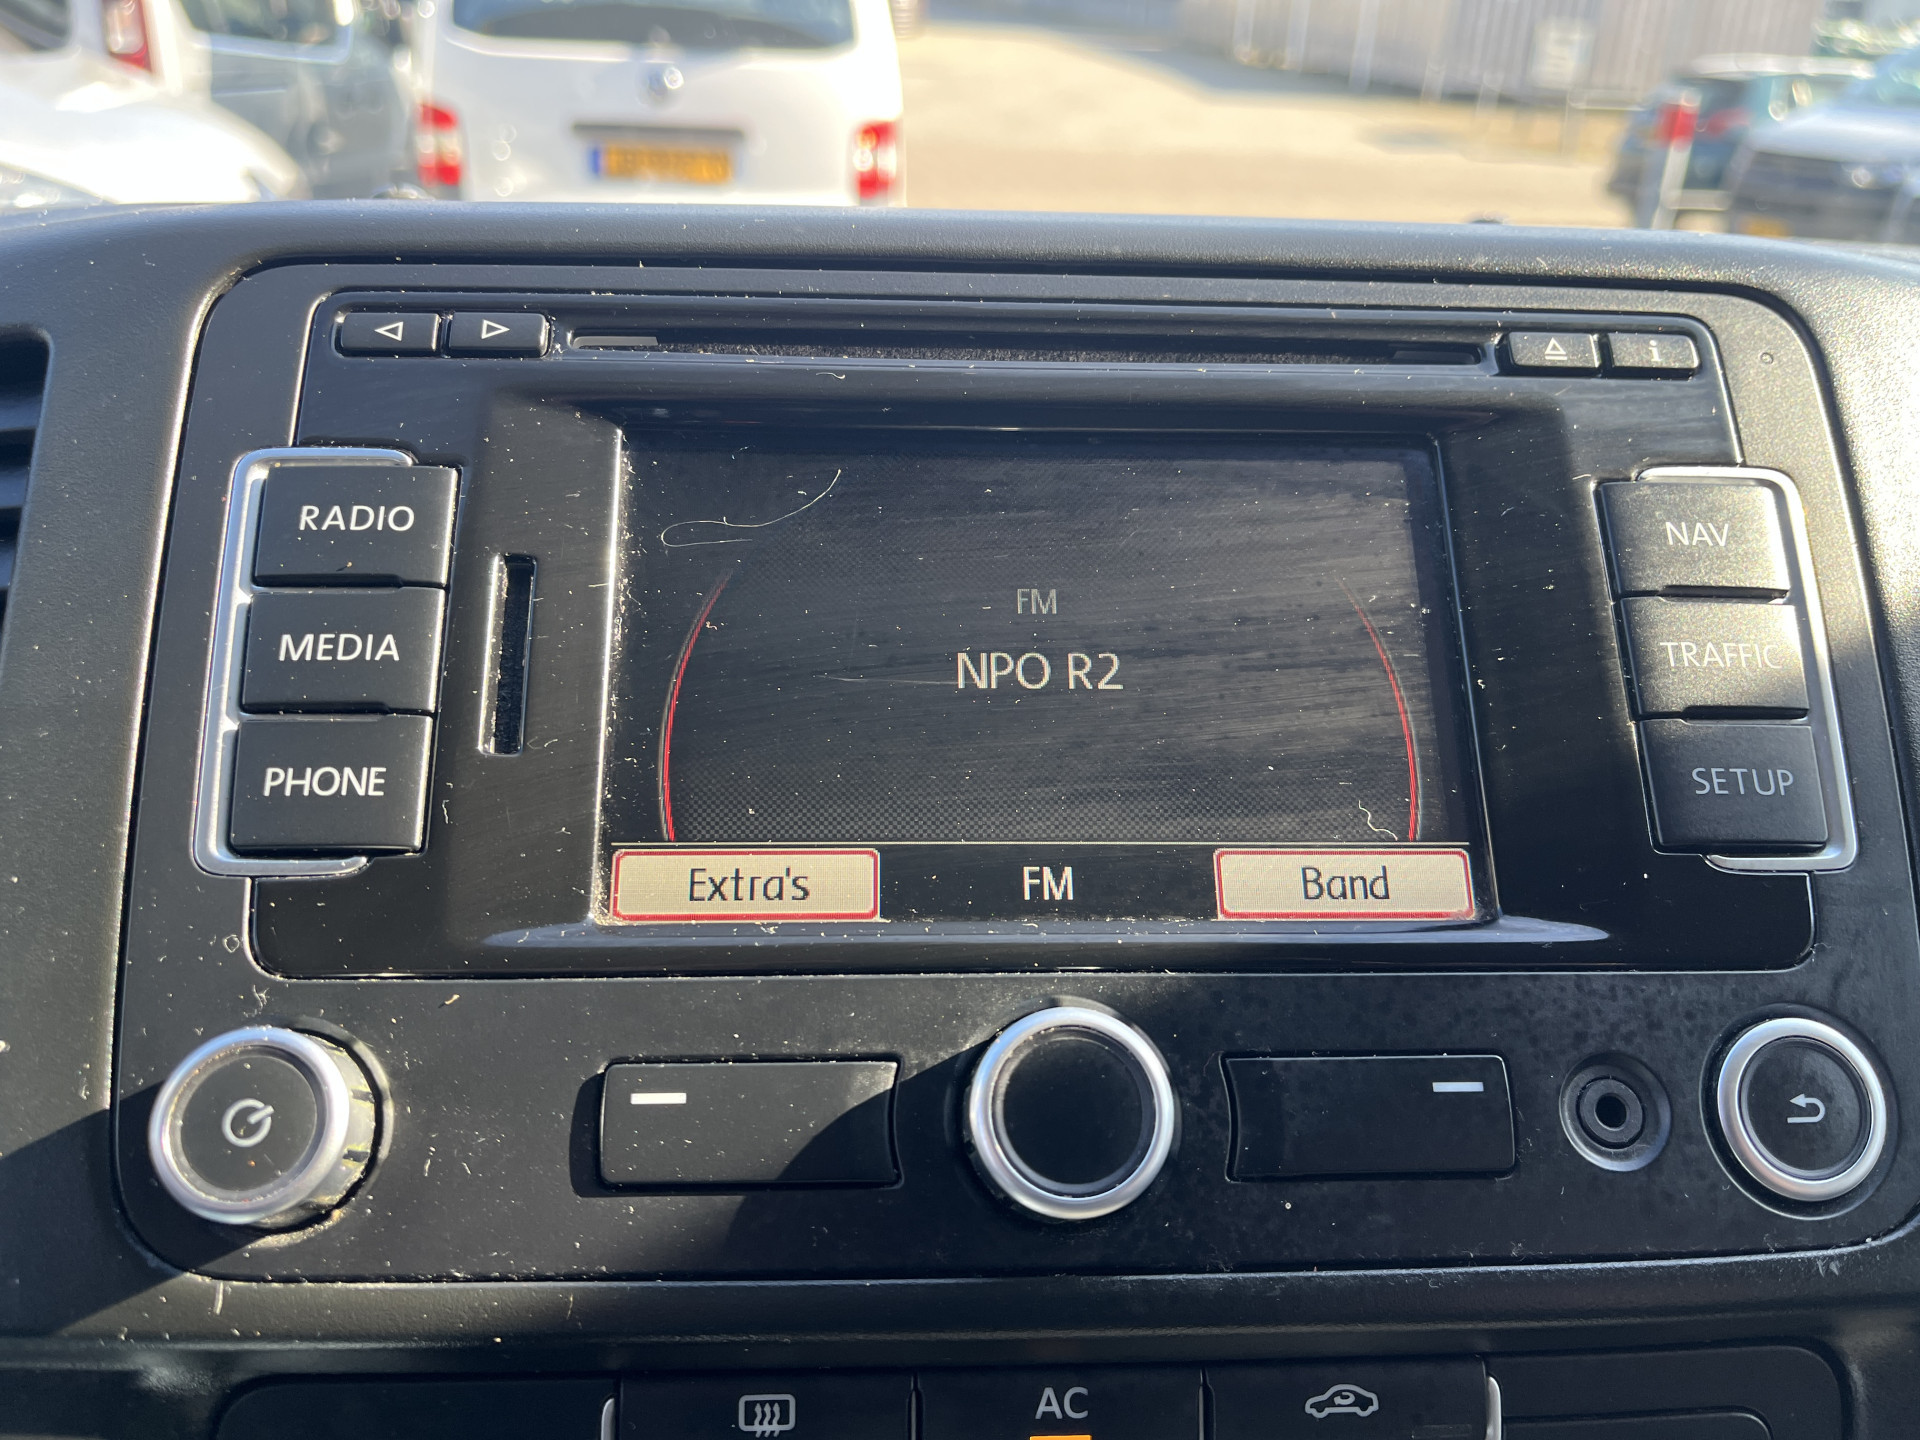 i
RADIO
NAV
FM
MEDIA
NPO R2
TRAFFIC
PHONE
SETUP
Extra's
FM
Band
AC